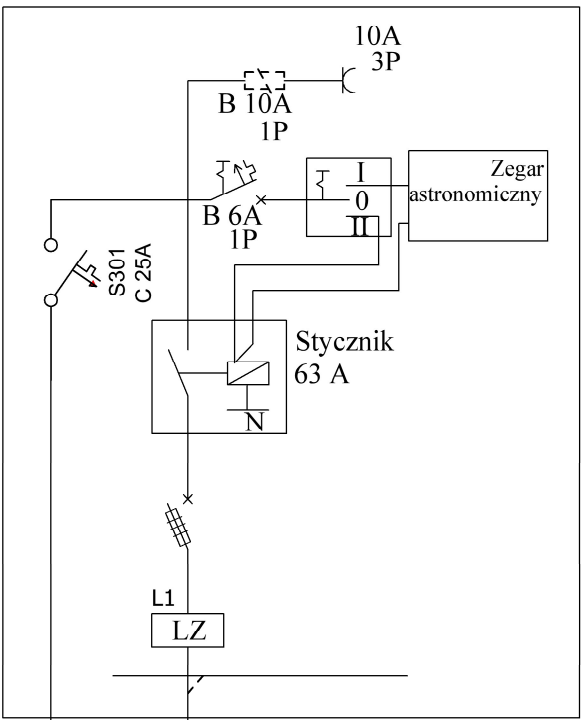 10A
3P
B 10A
1P
Zegar
astronomiczny
I
0
II
B 6A
1P
S301
C 25A
Stycznik
63 A
N
L1
LZ